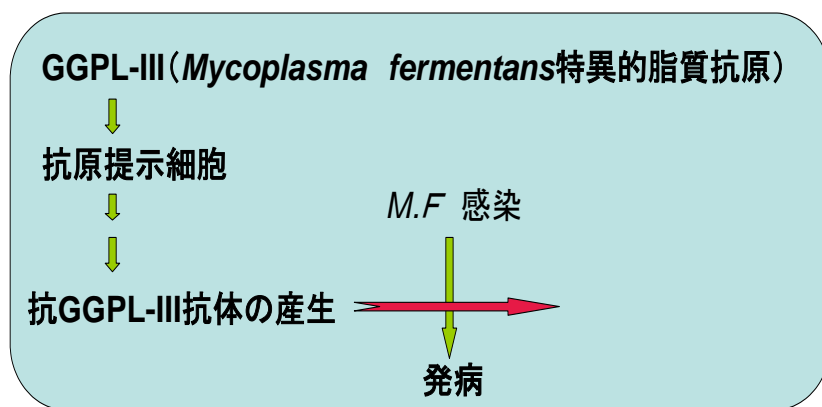 GGPL-III（Mycoplasma fermentans特異的脂質抗原）
抗原提示細胞
M.F 感染
抗GGPL-III抗体の産生
発病